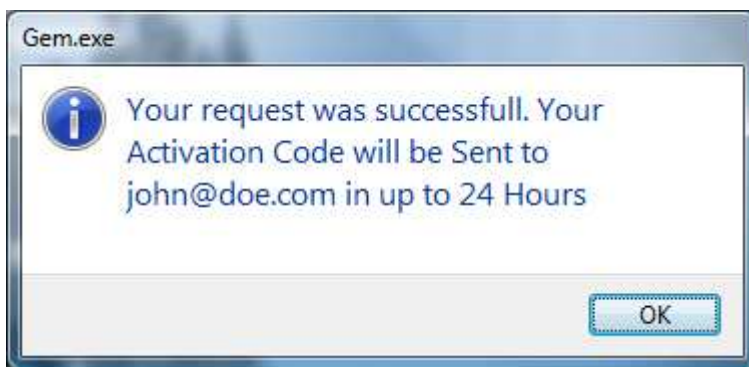 Gem.exe
Your request was successfull. Your
Activation Code will be Sent to
john@doe.com in up to 24 Hours
OK